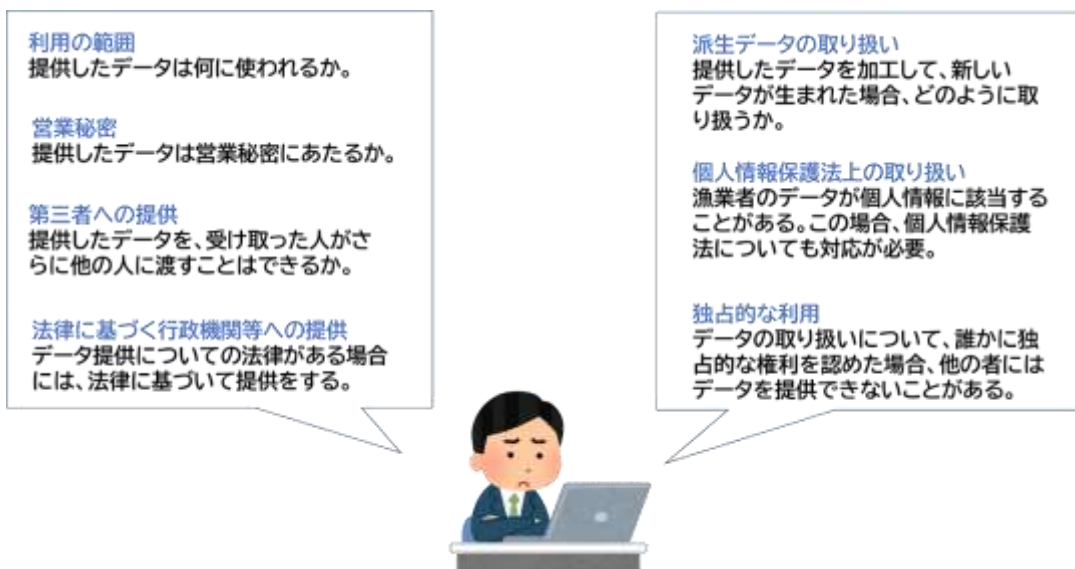 利用の範囲
提供したデータは何に使われるか。
営業秘密
提供したデータは営業秘密にあたるか。
第三者への提供
提供したデータを、受け取った人がさ
らに他の人に渡すことはできるか。
法律に基づく行政機関等への提供
データ提供についての法律がある場合
には、法律に基づいて提供をする。
派生データの取り扱い
提供したデータを加工して、新しい
データが生まれた場合、どのように取
り扱うか。
個人情報保護法上の取り扱い
漁業者のデータが個人情報に該当する
ことがある。この場合、個人情報保護
法についても対応が必要。
独占的な利用
データの取り扱いについて、誰かに独
占的な権利を認めた場合、他の者には
データを提供できないことがある。